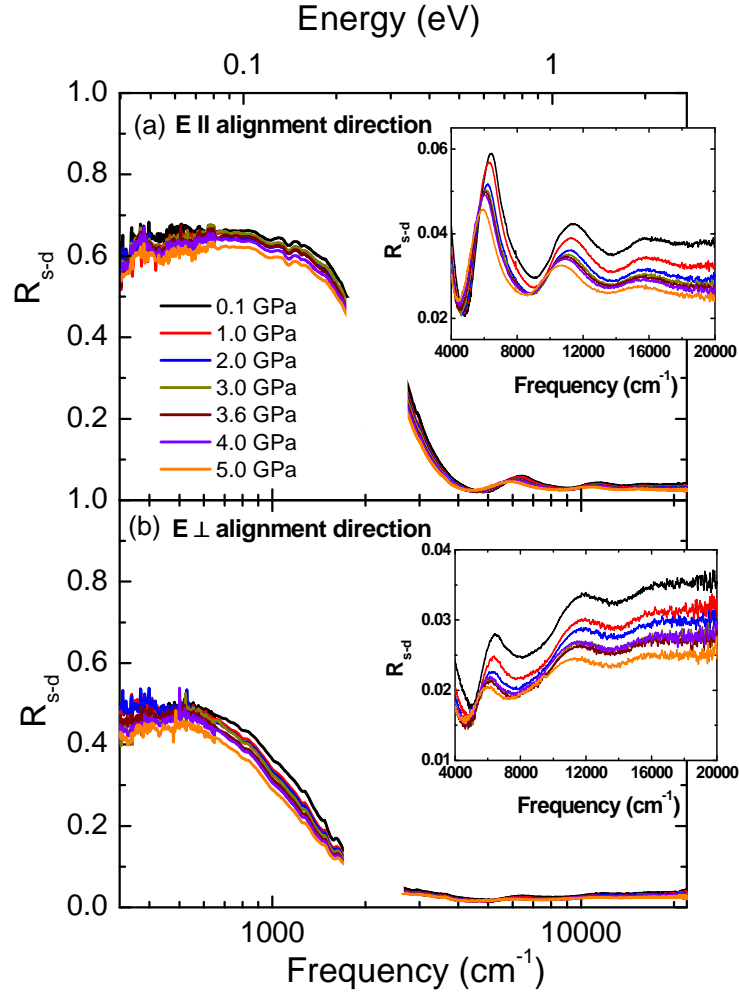 Energy (eV)
0.1 1
1.0
(a) E II alignment direction
0.8
0.6
0.4
0.2
1.0
R s-d
0.1 GPa
1.0 GPa
2.0 GPa
3.0 GPa
3.6 GPa
4.0 GPa
5.0 GPa
0.06
0.04
0.02
R s-d
4000 8000 12000 16000 20000
Frequency (cm-1)
(b) E ⊥ alignment direction
0.8
0.6
0.4
0.2
0.0
R s-d
0.04
0.03
0.02
0.01
R s-d
4000 8000 12000 16000 20000
Frequency (cm-1)
1000 10000
Frequency (cm-1)